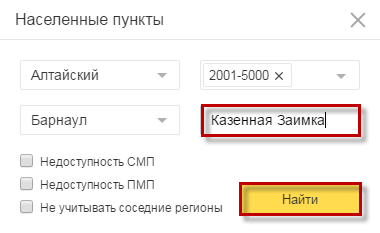 Населенные пункты
Алтайский
2001-5000 ×
Барнаул
Казенная Заимка
Недоступность СМП
Недоступность ПМП
Не учитывать соседние регионы
Найти